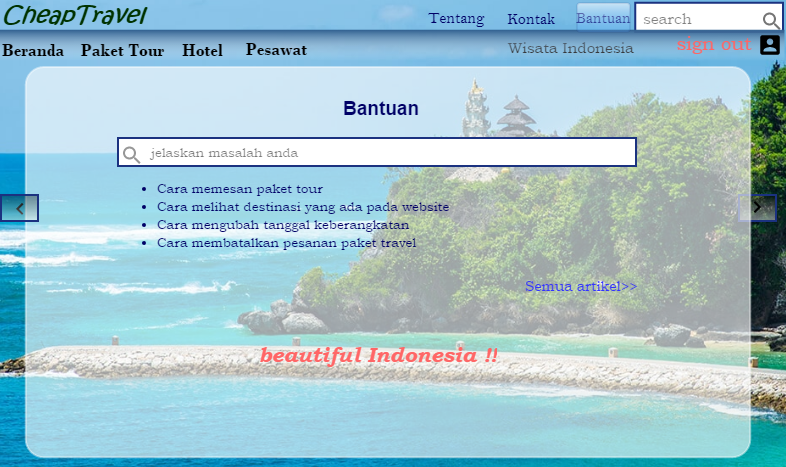 CheapTravel
Tentang Kontak Bantuan search
Beranda Paket Tour Hotel Pesawat
Wisata Indonesia sign out
Bantuan
jelaskan masalah anda
Cara memesan paket tour
Cara melihat destinasi yang ada pada website
Cara mengubah tanggal keberangkatan
Cara membatalkan pesanan paket travel
Semua artikel>>
beautiful Indonesia !!